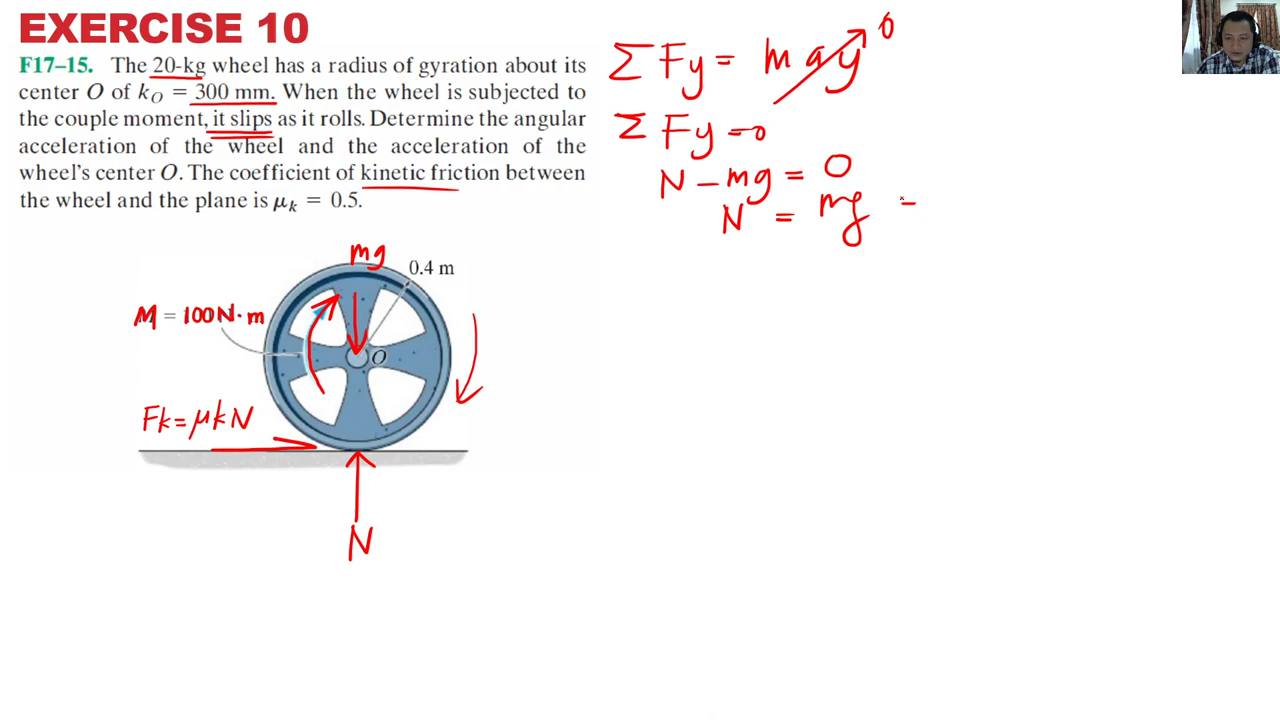 EXERCISE 10
F17–15. The 20-kg wheel has a radius of gyration about its
center O of kO = 300 mm. When the wheel is subjected to
the couple moment, it slips as it rolls. Determine the angular
acceleration of the wheel and the acceleration of the
wheel's center O. The coefficient of kinetic friction between
the wheel and the plane is μk = 0.5.
mg
0.4 m
M = 100 N·m
O
Fk = μkN
N
ΣFy = may 0
ΣFy = 0
N - mg = 0
N = mg =